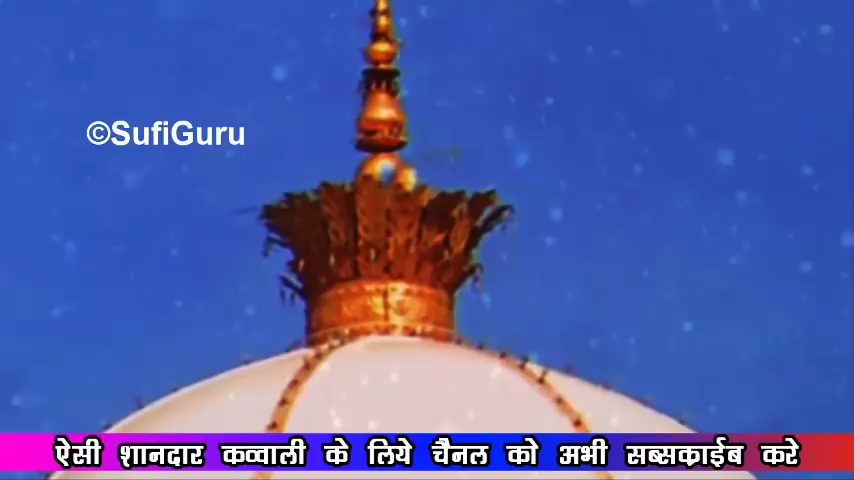 ©SufiGuru
ऐसी शानदार कव्वाली के लिये चैनल को अभी सब्सक्राईब करे